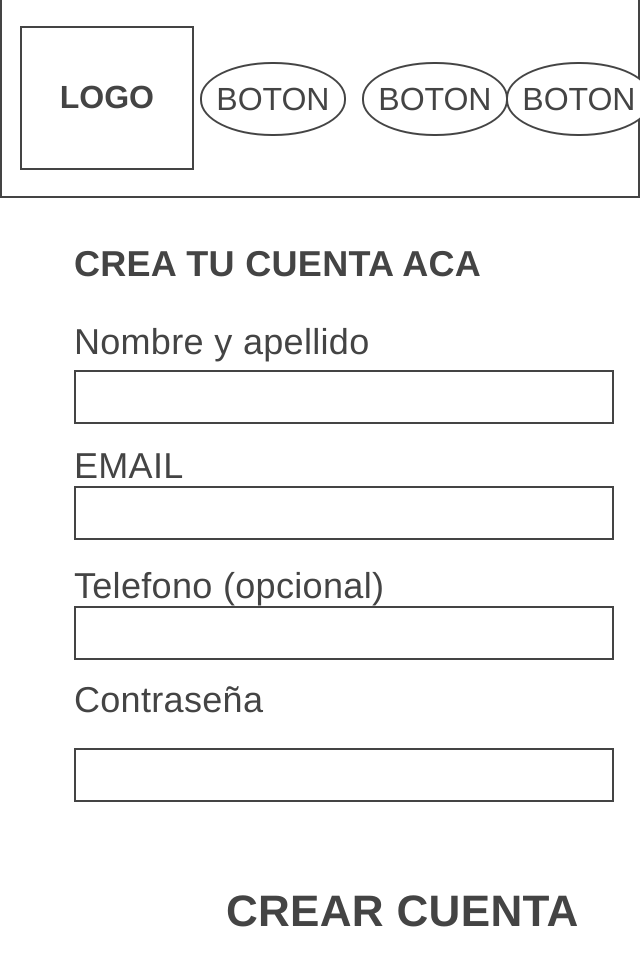 LOGO BOTON BOTON BOTON
CREA TU CUENTA ACA
Nombre y apellido
EMAIL
Telefono (opcional)
Contraseña
CREAR CUENTA